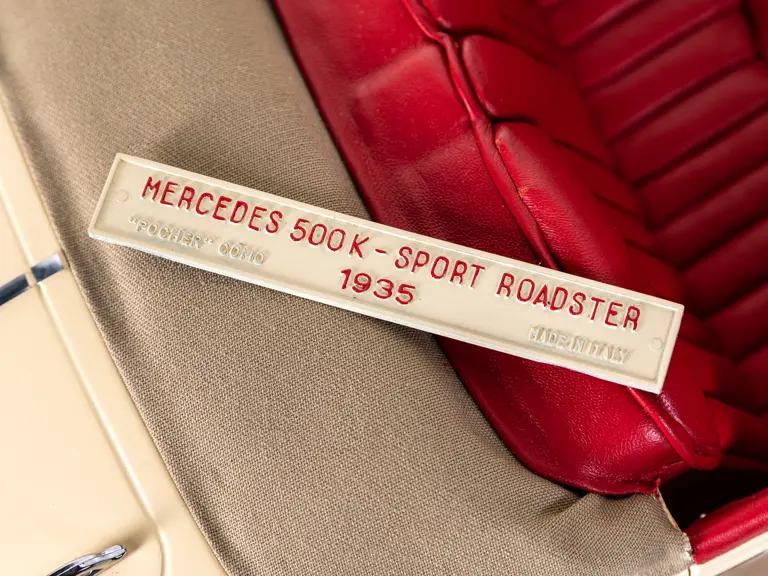 MERCEDES 500K - SPORT ROADSTER
"POCHER" COMO
1935
MADE IN ITALY